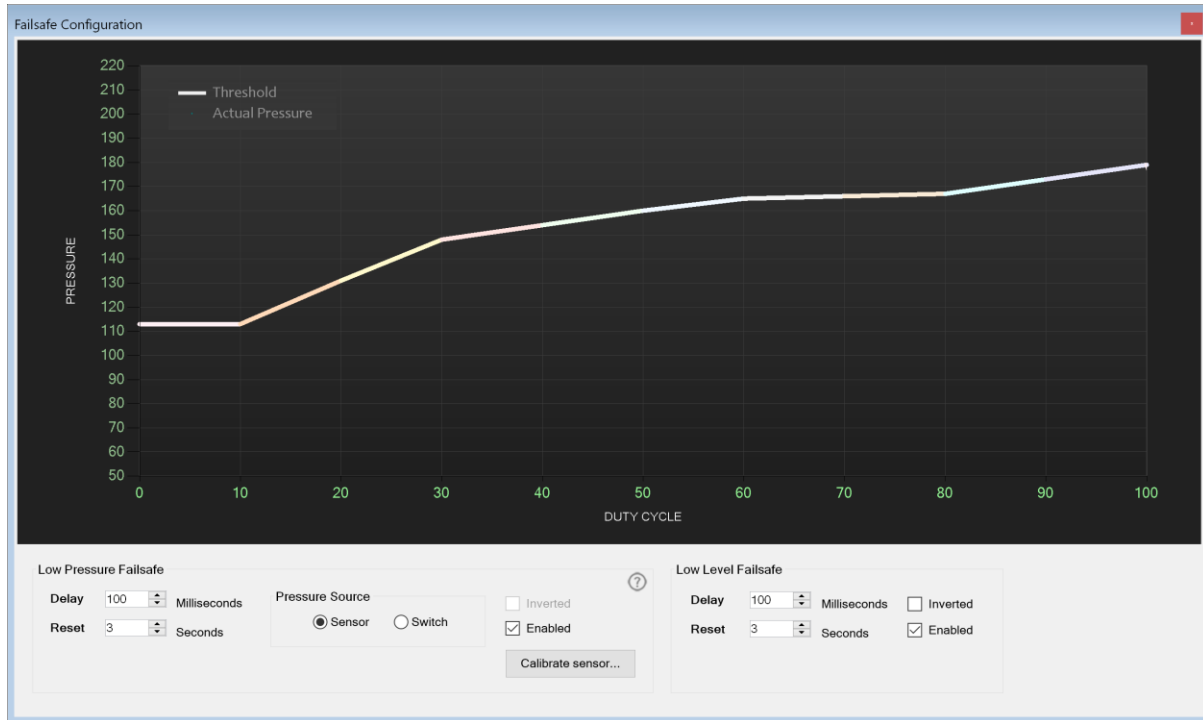 Failsafe Configuration
220
210
200
190
180
170
160
150
140
130
120
110
100
90
80
70
60
50
Threshold
Actual Pressure
PRESSURE
0 10 20 30 40 50 60 70 80 90 100
DUTY CYCLE
Low Pressure Failsafe
Delay 100 Milliseconds
Reset 3 Seconds
Pressure Source
Sensor Switch
?
Inverted
Enabled
Calibrate sensor...
Low Level Failsafe
Delay 100 Milliseconds Inverted
Reset 3 Seconds Enabled